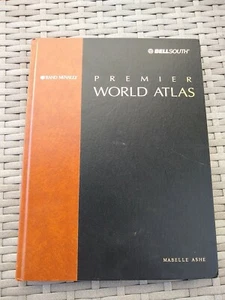 BELLSOUTH
RAND McNALLY
PREMIER
WORLD ATLAS
MABELLE ASHE